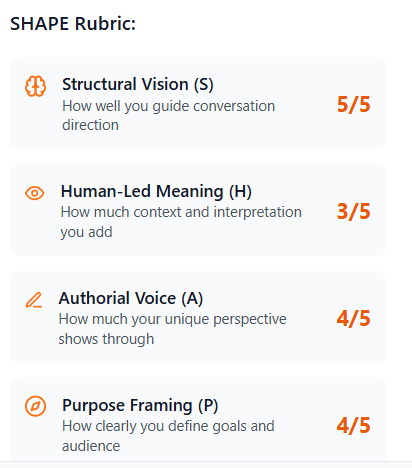 SHAPE Rubric:
Structural Vision (S)
How well you guide conversation
direction
5/5
Human-Led Meaning (H)
How much context and interpretation
you add
3/5
Authorial Voice (A)
How much your unique perspective
shows through
4/5
Purpose Framing (P)
How clearly you define goals and
audience
4/5